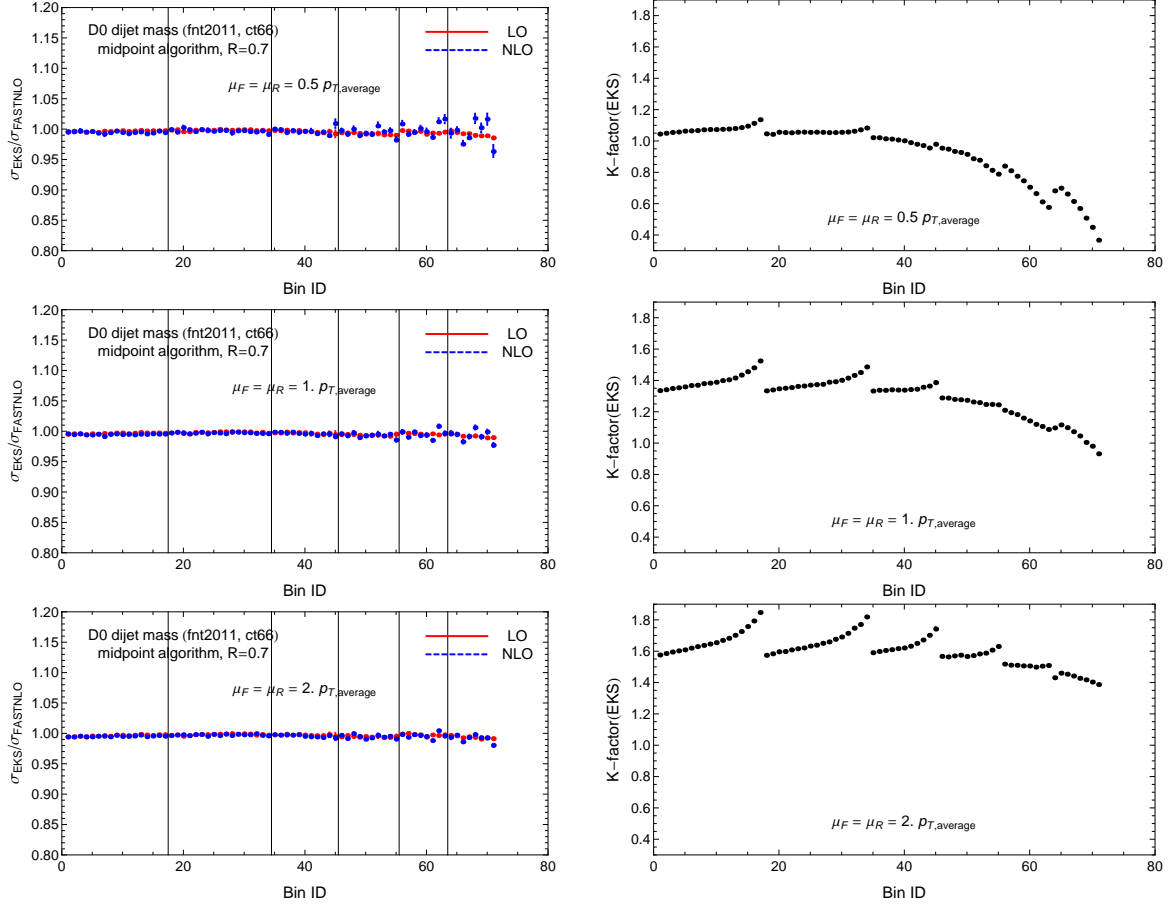 1.20
1.15
1.10
1.05
1.00
0.95
0.90
0.85
0.80
σEKS/σFASTNLO
D0 dijet mass (fnt2011, ct66)
midpoint algorithm, R=0.7
LO
NLO
μF = μR = 0.5 pT,average
0 20 40 60 80
Bin ID
1.8
1.6
1.4
1.2
1.0
0.8
0.6
0.4
K-factor(EKS)
μF = μR = 0.5 pT,average
0 20 40 60 80
Bin ID
1.20
1.15
1.10
1.05
1.00
0.95
0.90
0.85
0.80
σEKS/σFASTNLO
D0 dijet mass (fnt2011, ct66)
midpoint algorithm, R=0.7
LO
NLO
μF = μR = 1. pT,average
0 20 40 60 80
Bin ID
1.8
1.6
1.4
1.2
1.0
0.8
0.6
0.4
K-factor(EKS)
μF = μR = 1. pT,average
0 20 40 60 80
Bin ID
1.20
1.15
1.10
1.05
1.00
0.95
0.90
0.85
0.80
σEKS/σFASTNLO
D0 dijet mass (fnt2011, ct66)
midpoint algorithm, R=0.7
LO
NLO
μF = μR = 2. pT,average
0 20 40 60 80
Bin ID
1.8
1.6
1.4
1.2
1.0
0.8
0.6
0.4
K-factor(EKS)
μF = μR = 2. pT,average
0 20 40 60 80
Bin ID